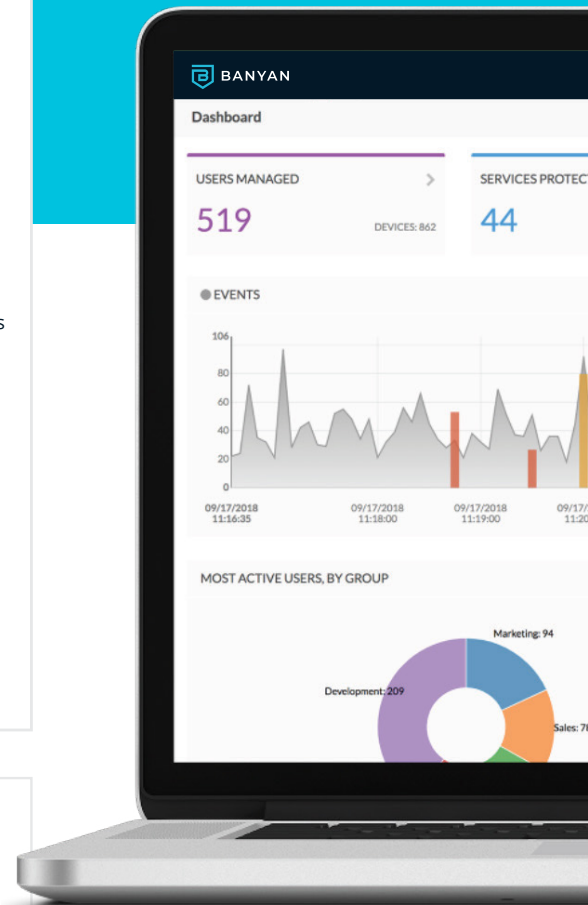 BANYAN
Dashboard
USERS MANAGED
519
DEVICES: 862
SERVICES
44
EVENTS
106
80
60
40
20
0
09/17/2018
11:16:35
09/17/2018
11:18:00
09/17/2018
11:19:00
MOST ACTIVE USERS, BY GROUP
Marketing: 94
Development: 209
Sales: